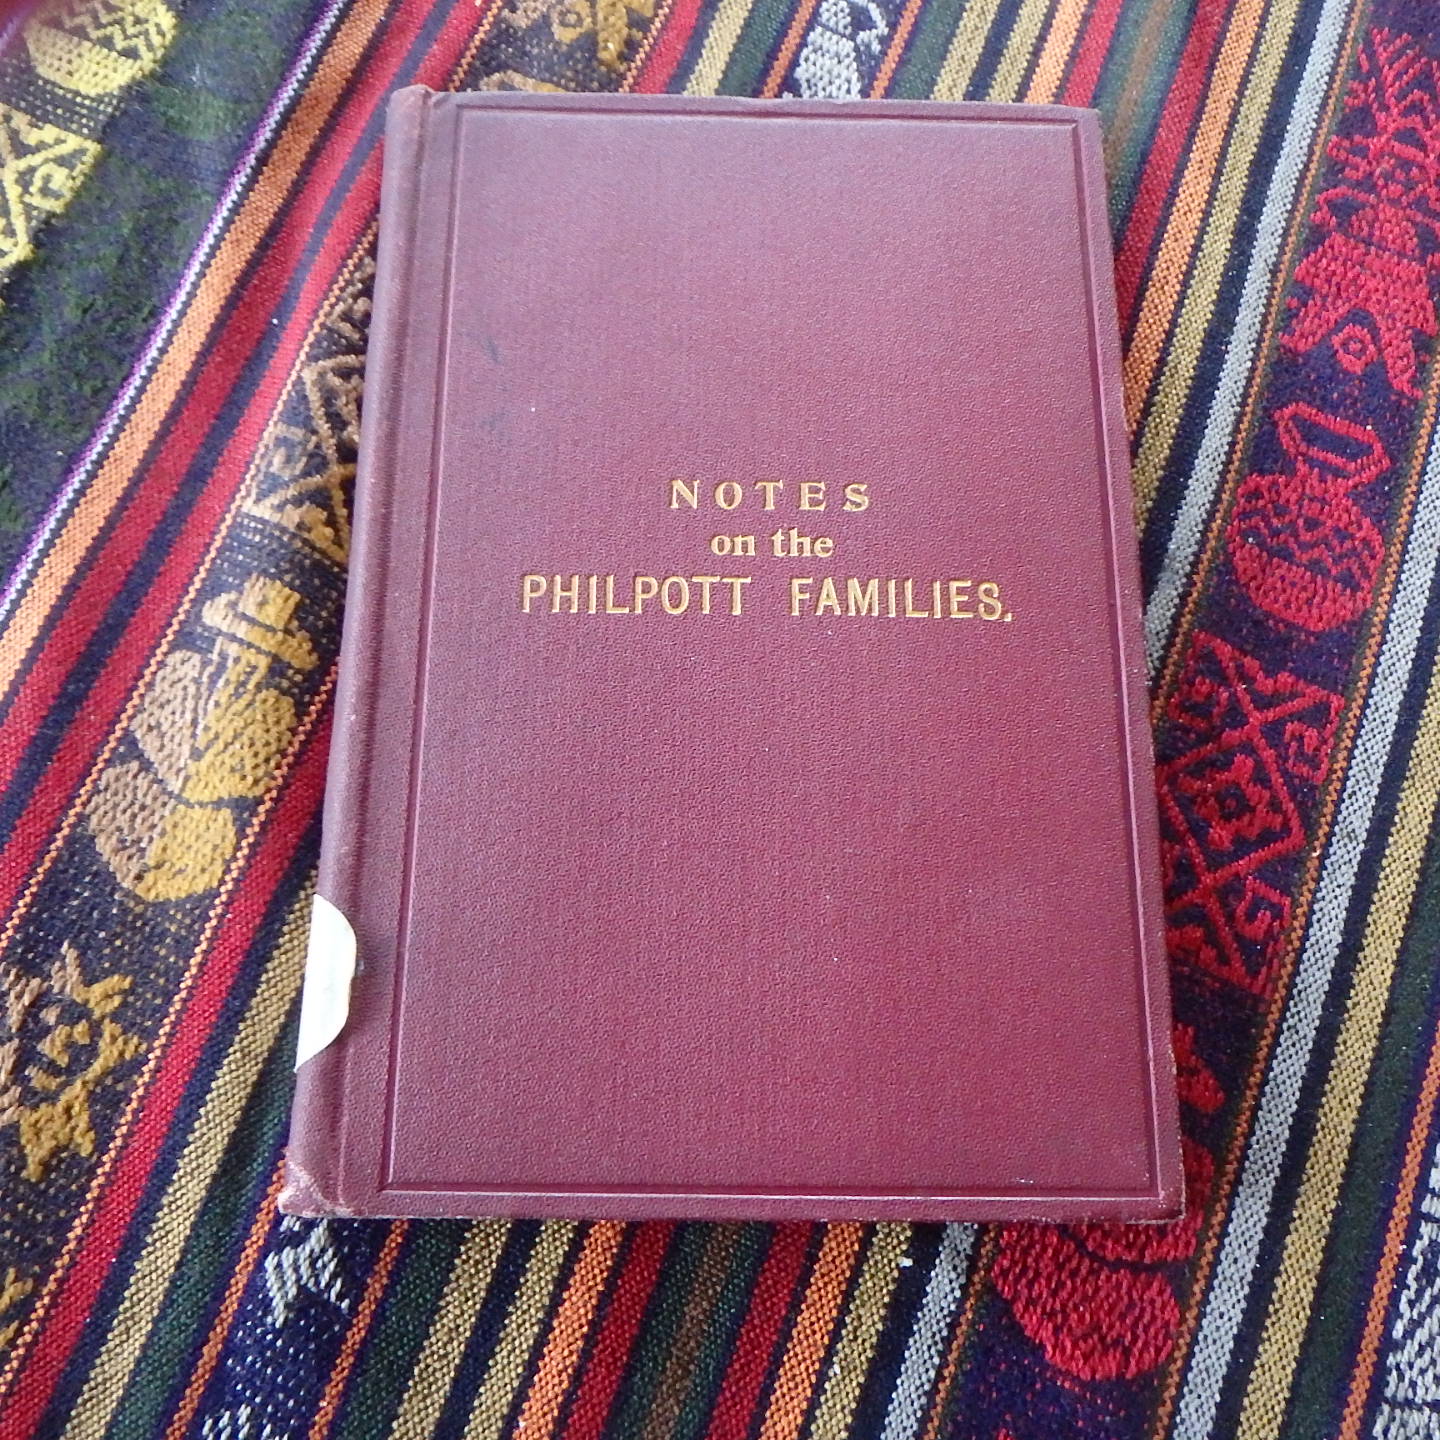 NOTES
on the
PHILPOTT FAMILIES.